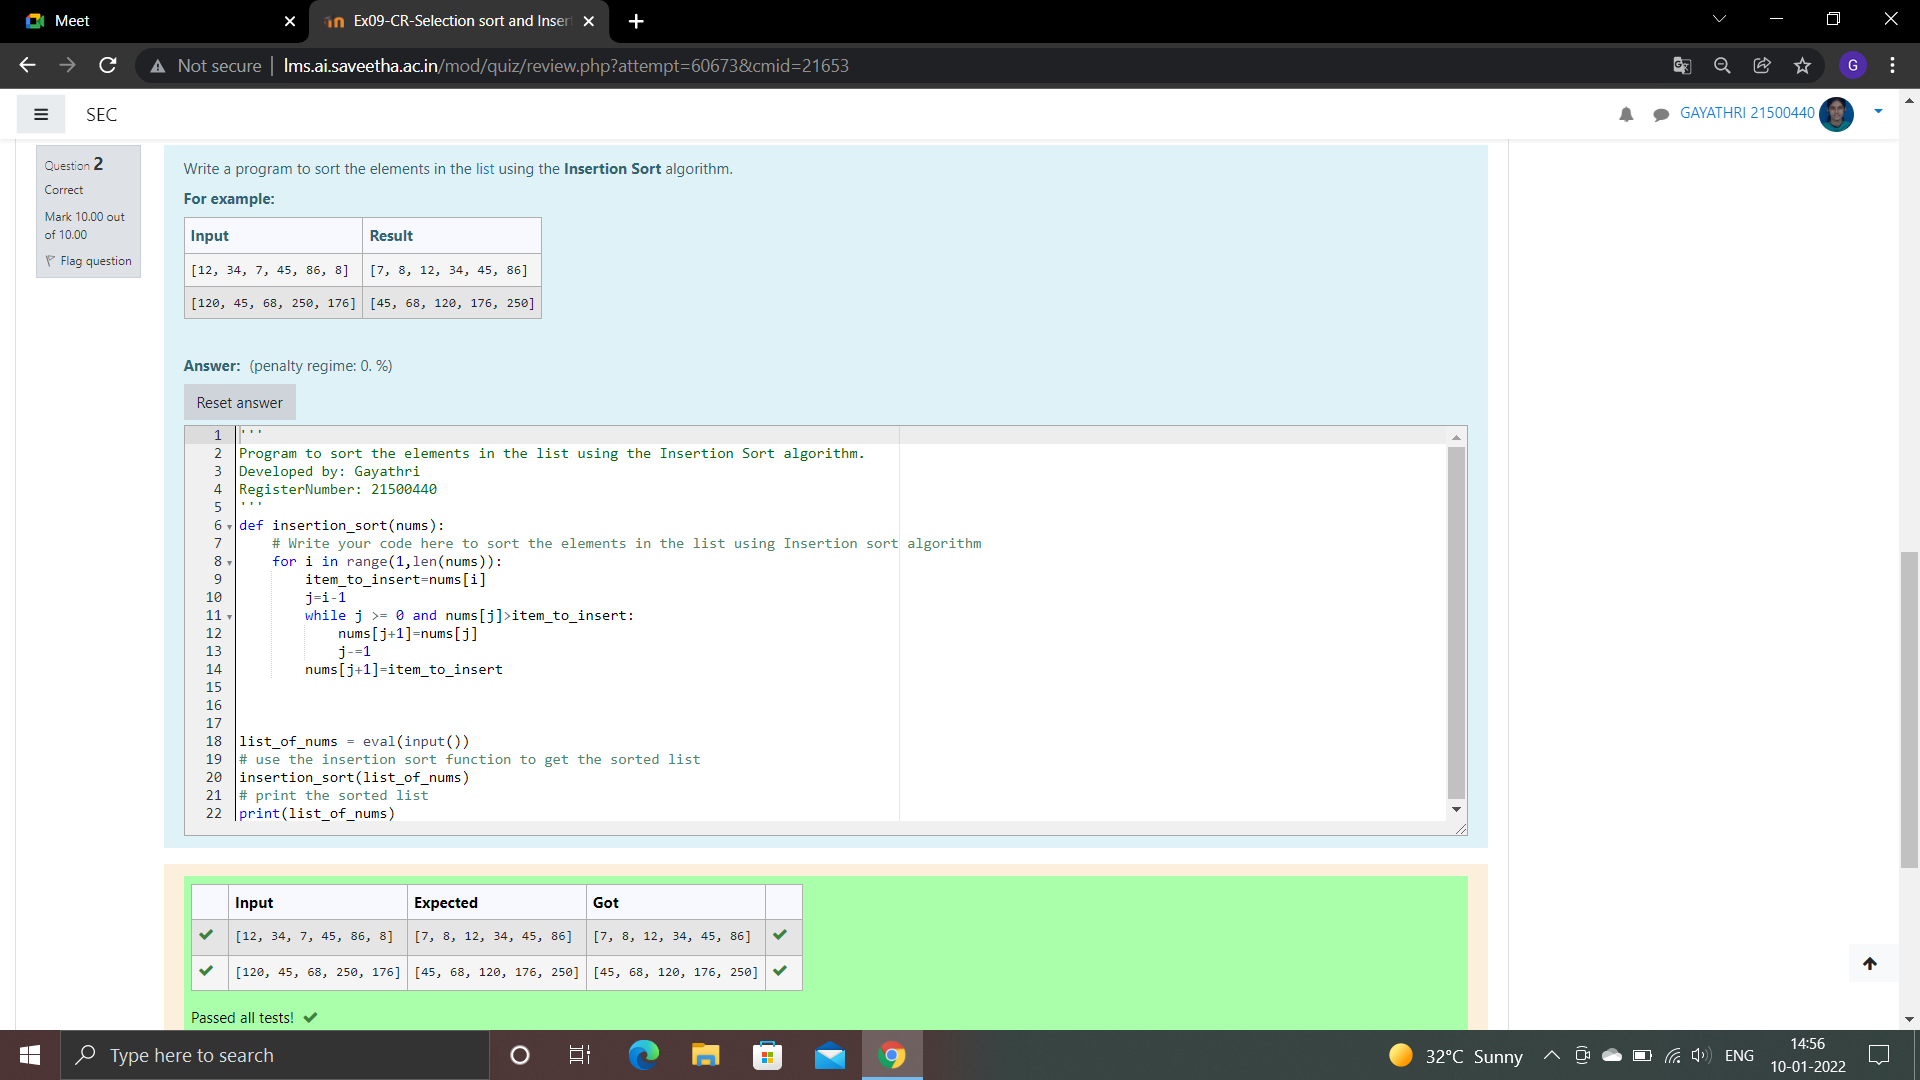 Meet
Ex09-CR-Selection sort and Inser
Not secure | lms.ai.saveetha.ac.in/mod/quiz/review.php?attempt=60673&cmid=21653
G
SEC
GAYATHRI 21500440
Question 2
Correct
Mark 10.00 out
of 10.00
Flag question
Write a program to sort the elements in the list using the Insertion Sort algorithm.
For example:
Input Result
[12, 34, 7, 45, 86, 8] [7, 8, 12, 34, 45, 86]
[120, 45, 68, 250, 176] [45, 68, 120, 176, 250]
Answer: (penalty regime: 0. %)
Reset answer
1 '''
2 Program to sort the elements in the list using the Insertion Sort algorithm.
3 Developed by: Gayathri
4 RegisterNumber: 21500440
5 '''
6 def insertion_sort(nums):
7     # Write your code here to sort the elements in the list using Insertion sort algorithm
8     for i in range(1,len(nums)):
9         item_to_insert=nums[i]
10         j=i-1
11         while j >= 0 and nums[j]>item_to_insert:
12             nums[j+1]=nums[j]
13             j-=1
14         nums[j+1]=item_to_insert
15
16
17
18 list_of_nums = eval(input())
19 # use the insertion sort function to get the sorted list
20 insertion_sort(list_of_nums)
21 # print the sorted list
22 print(list_of_nums)
Input Expected Got
[12, 34, 7, 45, 86, 8] [7, 8, 12, 34, 45, 86] [7, 8, 12, 34, 45, 86]
[120, 45, 68, 250, 176] [45, 68, 120, 176, 250] [45, 68, 120, 176, 250]
Passed all tests!
Type here to search
32°C Sunny
ENG
14:56
10-01-2022